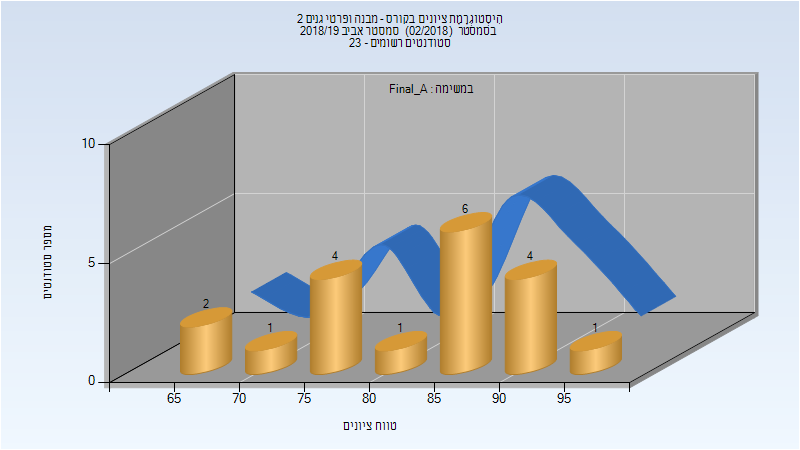 היסטוגרמת ציונים בקורס - מבנה ופרטי גנים 2
בסמסטר (02/2018) סמסטר אביב 2018/19
סטודנטים רשומים - 23
במשימה : Final_A
מספר סטודנטים
10
5
0
2
1
4
1
6
4
1
65
70
75
80
85
90
95
טווח ציונים